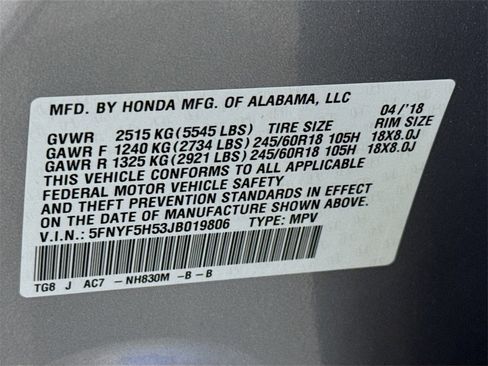 MFD. BY HONDA MFG. OF ALABAMA, LLC 04/'18
GVWR 2515 KG(5545 LBS) TIRE SIZE RIM SIZE
GAWR F 1240 KG(2734 LBS)245/60R18 105H 18X8.0J
GAWR R 1325 KG(2921 LBS)245/60R18 105H 18X8.0J
THIS VEHICLE CONFORMS TO ALL APPLICABLE
FEDERAL MOTOR VEHICLE SAFETY
AND THEFT PREVENTION STANDARDS IN EFFECT
ON THE DATE OF MANUFACTURE SHOWN ABOVE.
V.I.N.: 5FNYF5H53JB019806 TYPE: MPV
TG8 J AC7 -NH830M -B -B